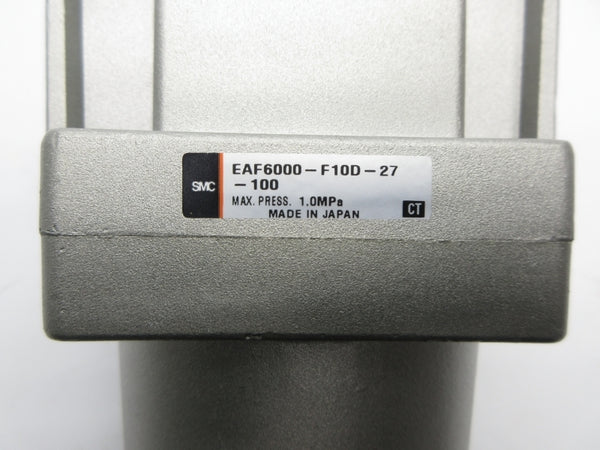 SMC
EAF6000-F10D-27
-100
MAX. PRESS. 1.0MPa
MADE IN JAPAN
CT